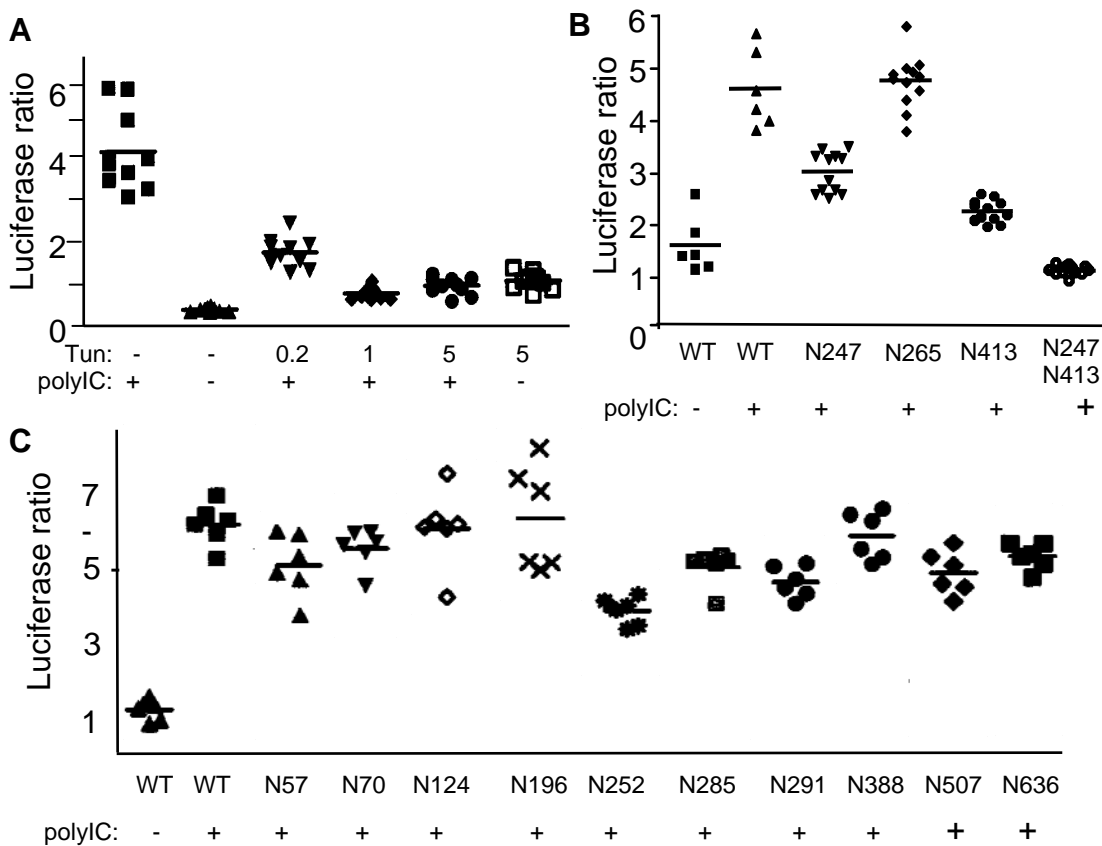 A
Luciferase ratio
6
4
2
0
Tun: - - 0.2 1 5 5
polyIC: + - + + + -
B
Luciferase ratio
6
5
4
3
2
1
0
WT WT N247 N265 N413 N247
N413
polyIC: - + + + + +
C
Luciferase ratio
7
-
5
3
1
WT WT N57 N70 N124 N196 N252 N285 N291 N388 N507 N636
polyIC: - + + + + + + + + + + +